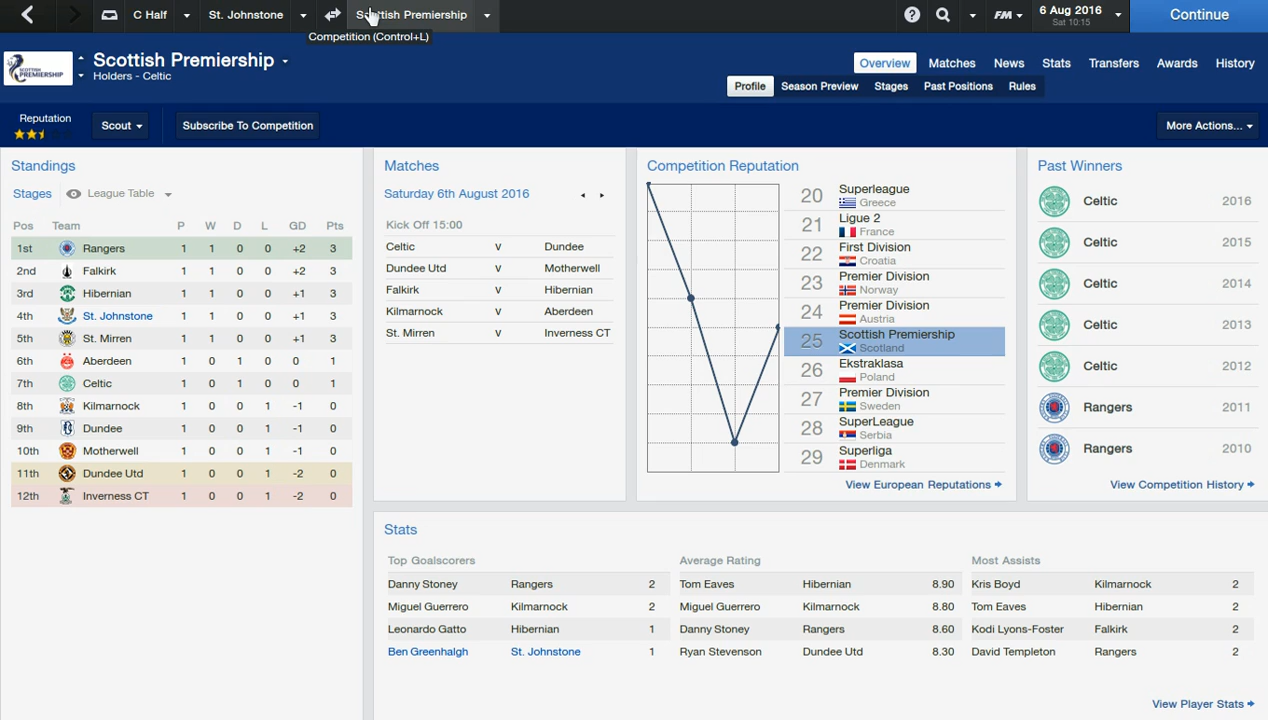 C Half St. Johnstone Scottish Premiership FM 6 Aug 2016 Continue
Sat 10:15
Competition (Control+L)
SCOTTISH PREMIERSHIP
Scottish Premiership
Holders - Celtic
Overview Matches News Stats Transfers Awards History
Profile Season Preview Stages Past Positions Rules
Reputation
Scout Subscribe To Competition More Actions...
Standings
Stages League Table
Pos Team P W D L GD Pts
1st Rangers 1 1 0 0 +2 3
2nd Falkirk 1 1 0 0 +2 3
3rd Hibernian 1 1 0 0 +1 3
4th St. Johnstone 1 1 0 0 +1 3
5th St. Mirren 1 1 0 0 +1 3
6th Aberdeen 1 0 1 0 0 1
7th Celtic 1 0 1 0 0 1
8th Kilmarnock 1 0 0 1 -1 0
9th Dundee 1 0 0 1 -1 0
10th Motherwell 1 0 0 1 -1 0
11th Dundee Utd 1 0 0 1 -2 0
12th Inverness CT 1 0 0 1 -2 0
Matches
Saturday 6th August 2016
Kick Off 15:00
Celtic v Dundee
Dundee Utd v Motherwell
Falkirk v Hibernian
Kilmarnock v Aberdeen
St. Mirren v Inverness CT
Competition Reputation
20 Superleague
Greece
21 Ligue 2
France
22 First Division
Croatia
23 Premier Division
Norway
24 Premier Division
Austria
25 Scottish Premiership
Scotland
26 Ekstraklasa
Poland
27 Premier Division
Sweden
28 SuperLeague
Serbia
29 Superliga
Denmark
View European Reputations
Past Winners
Celtic 2016
Celtic 2015
Celtic 2014
Celtic 2013
Celtic 2012
Rangers 2011
Rangers 2010
View Competition History
Stats
Top Goalscorers
Danny Stoney Rangers 2
Miguel Guerrero Kilmarnock 2
Leonardo Gatto Hibernian 1
Ben Greenhalgh St. Johnstone 1
Average Rating
Tom Eaves Hibernian 8.90
Miguel Guerrero Kilmarnock 8.80
Danny Stoney Rangers 8.60
Ryan Stevenson Dundee Utd 8.30
Most Assists
Kris Boyd Kilmarnock 2
Tom Eaves Hibernian 2
Kodi Lyons-Foster Falkirk 2
David Templeton Rangers 2
View Player Stats